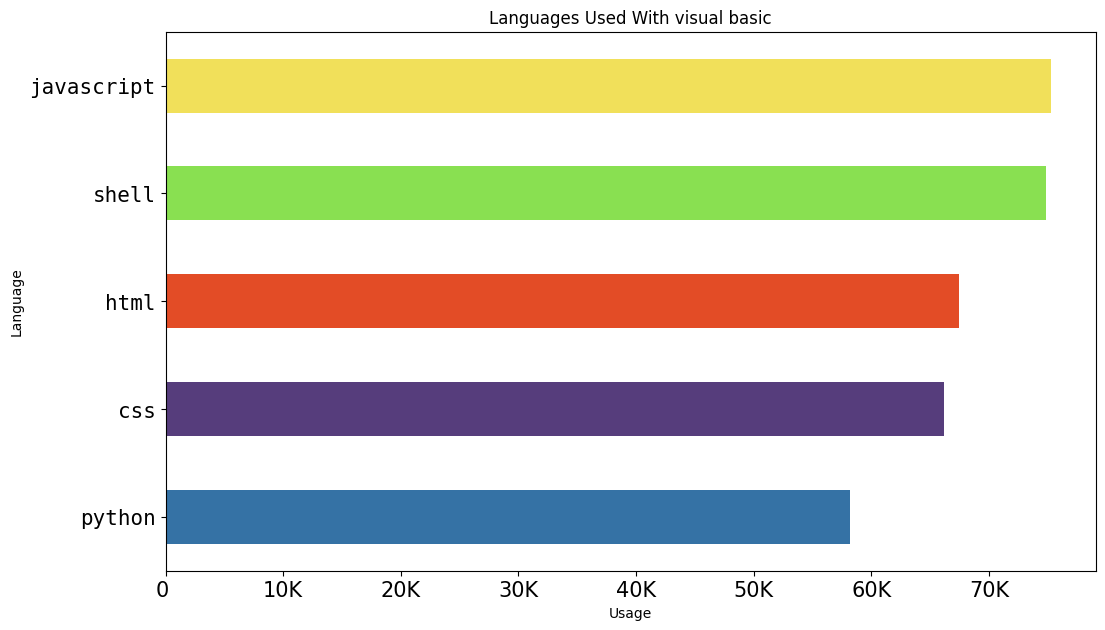 Languages Used With visual basic
javascript
shell
html
css
python
Language
0 10K 20K 30K 40K 50K 60K 70K
Usage